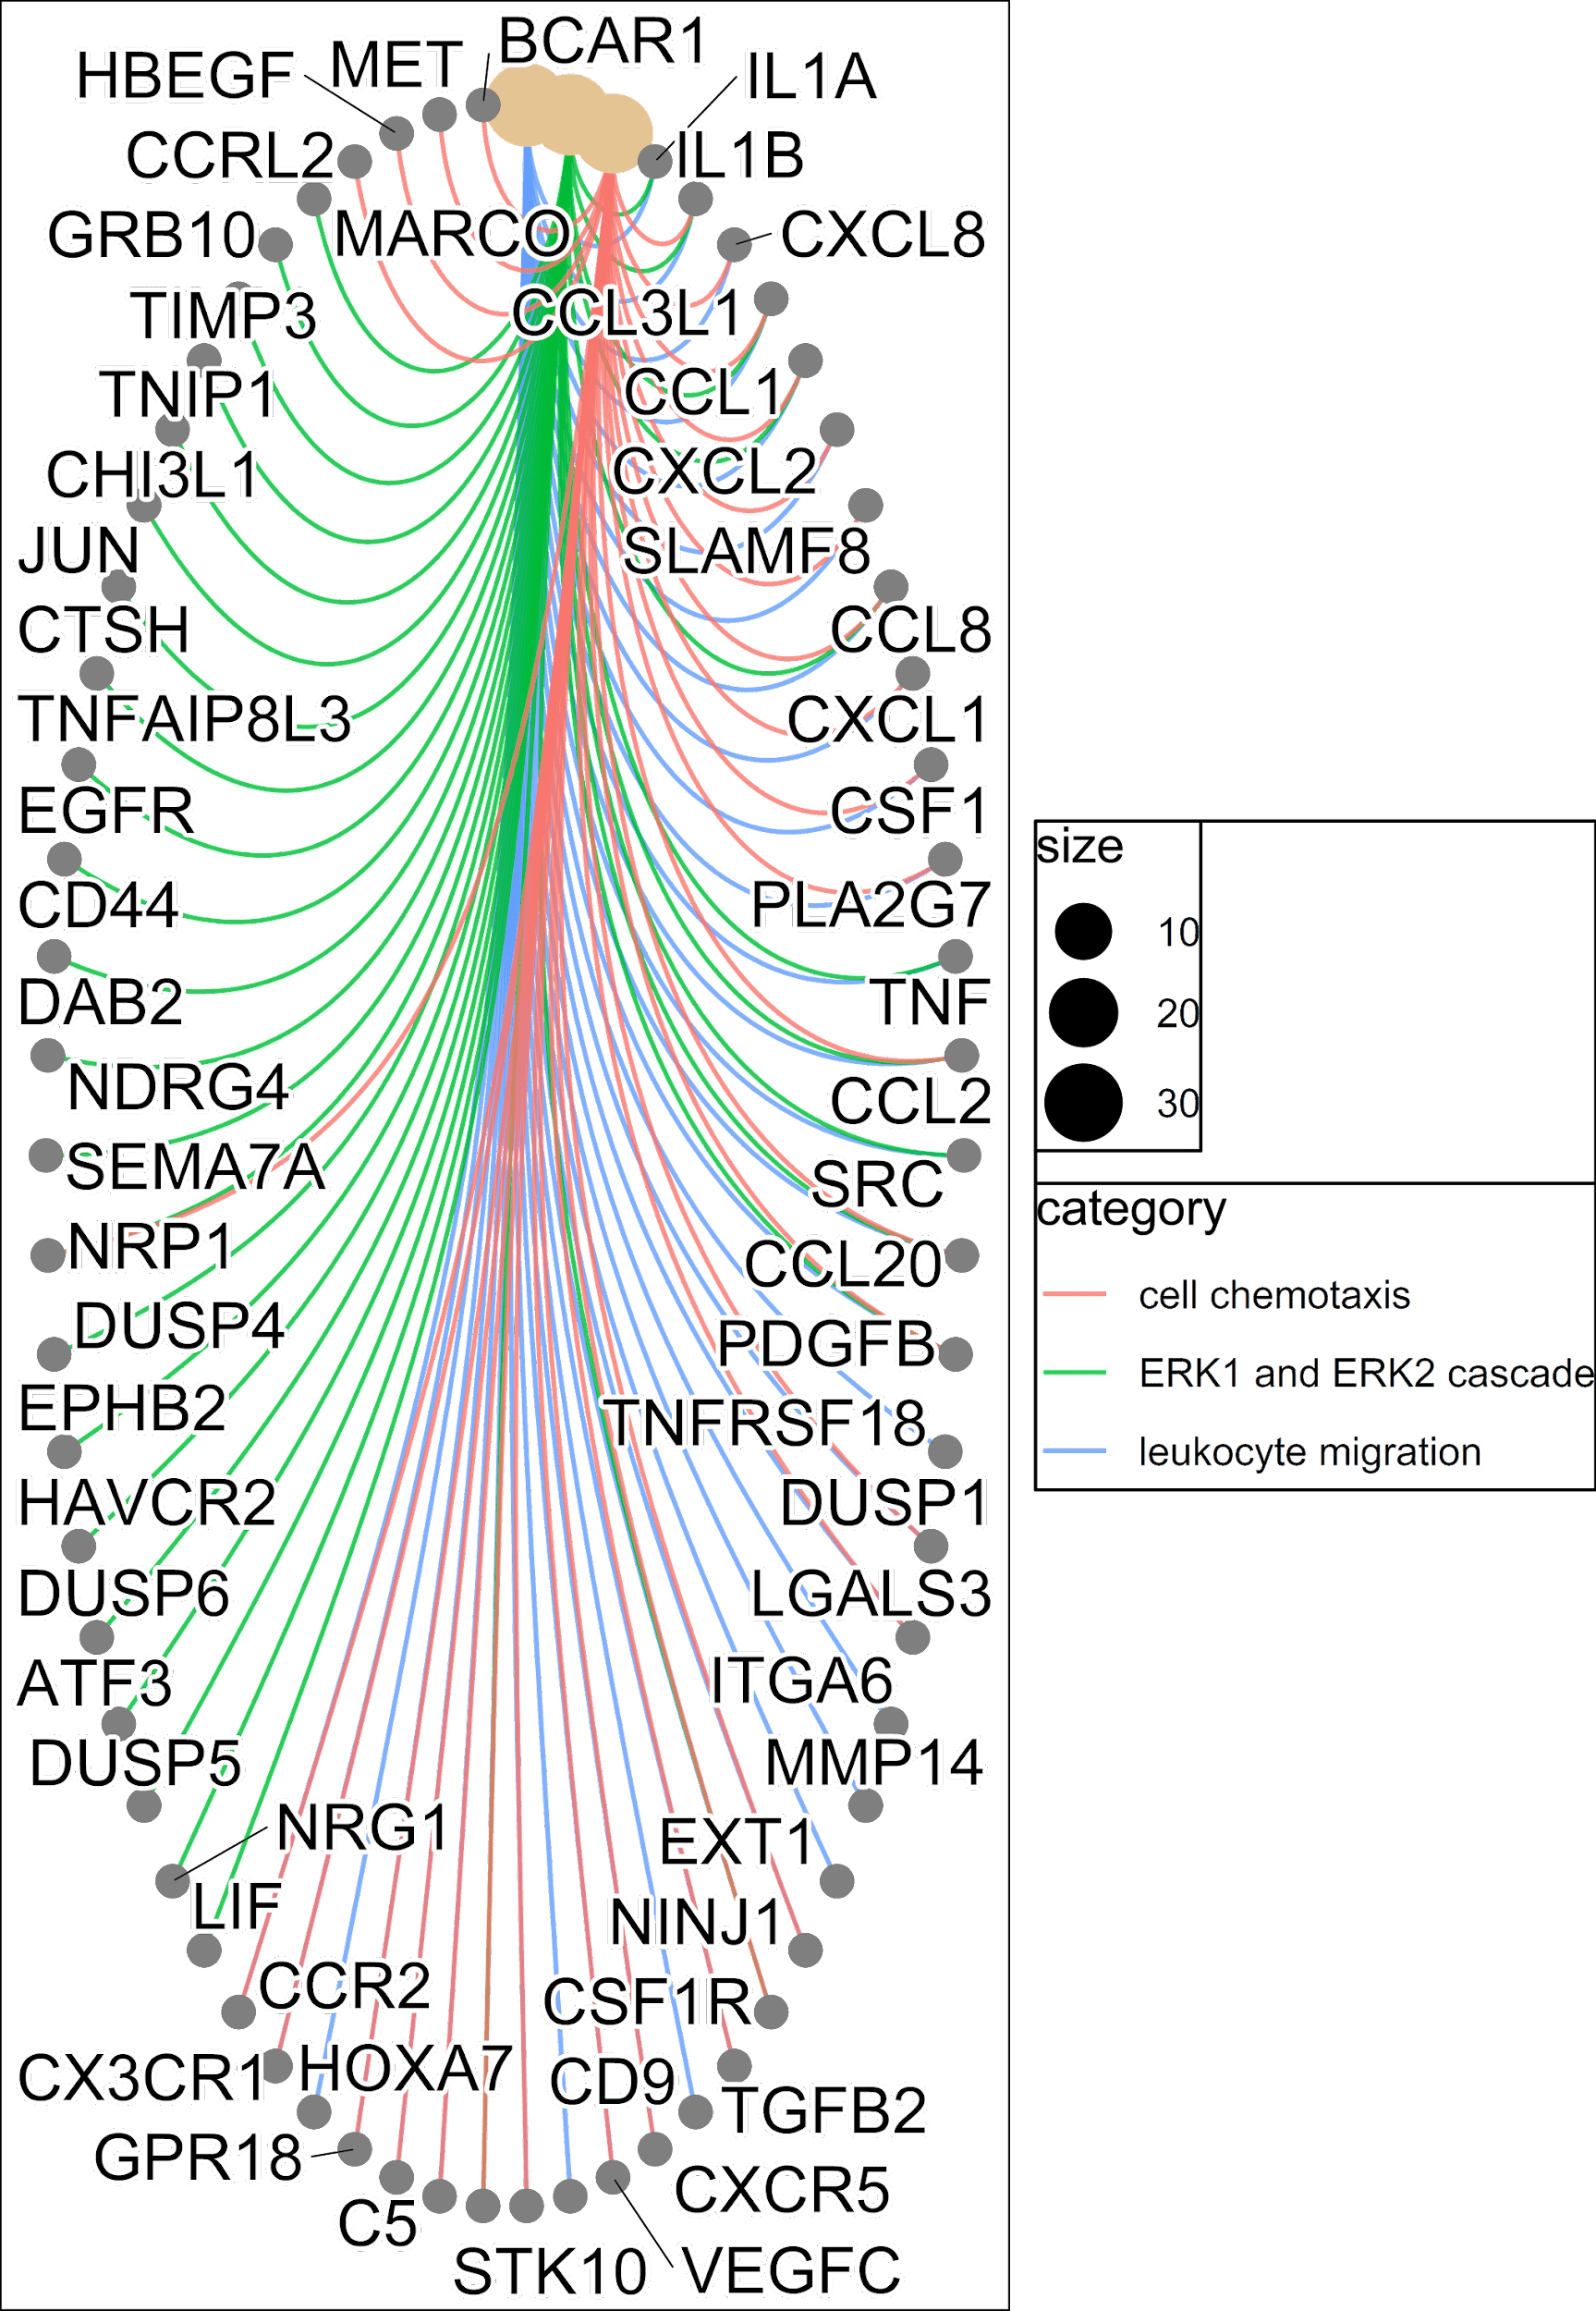 BCAR1
MET
HBEGF
IL1A
CCRL2
IL1B
GRB10
MARCO
CXCL8
TIMP3
CCL3L1
TNIP1
CCL1
CHI3L1
CXCL2
JUN
SLAMF8
CTSH
CCL8
TNFAIP8L3
CXCL1
EGFR
CSF1
CD44
PLA2G7
DAB2
TNF
NDRG4
CCL2
SEMA7A
SRC
NRP1
CCL20
DUSP4
PDGFB
EPHB2
TNFRSF18
HAVCR2
DUSP1
DUSP6
LGALS3
ATF3
ITGA6
DUSP5
MMP14
NRG1
EXT1
LIF
NINJ1
CCR2
CSF1R
CX3CR1
HOXA7
CD9
TGFB2
GPR18
CXCR5
C5
STK10
VEGFC
size
10
20
30
category
cell chemotaxis
ERK1 and ERK2 cascade
leukocyte migration